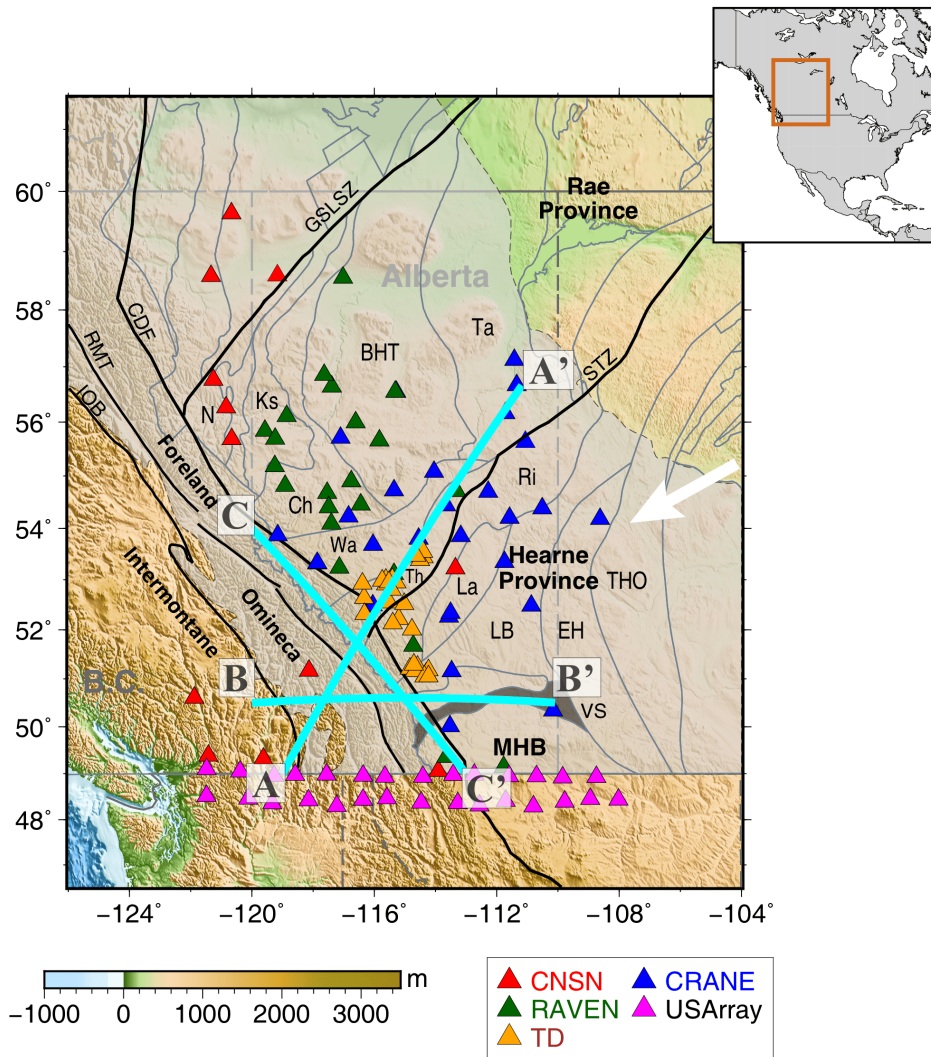 60˚
58˚
56˚
54˚
52˚
50˚
48˚
−124˚
−120˚
−116˚
−112˚
−108˚
−104˚
Rae
Province
GSLSZ
Alberta
CDF
RMT
IOB
Ta
BHT
STZ
A’
N
Ks
Foreland
Ri
C
Ch
Wa
Hearne
Province
THO
Th
La
Intermontane
Omineca
LB
EH
B.C.
B
B’
VS
MHB
A
C’
m
−1000
0
1000
2000
3000
CNSN
CRANE
RAVEN
USArray
TD